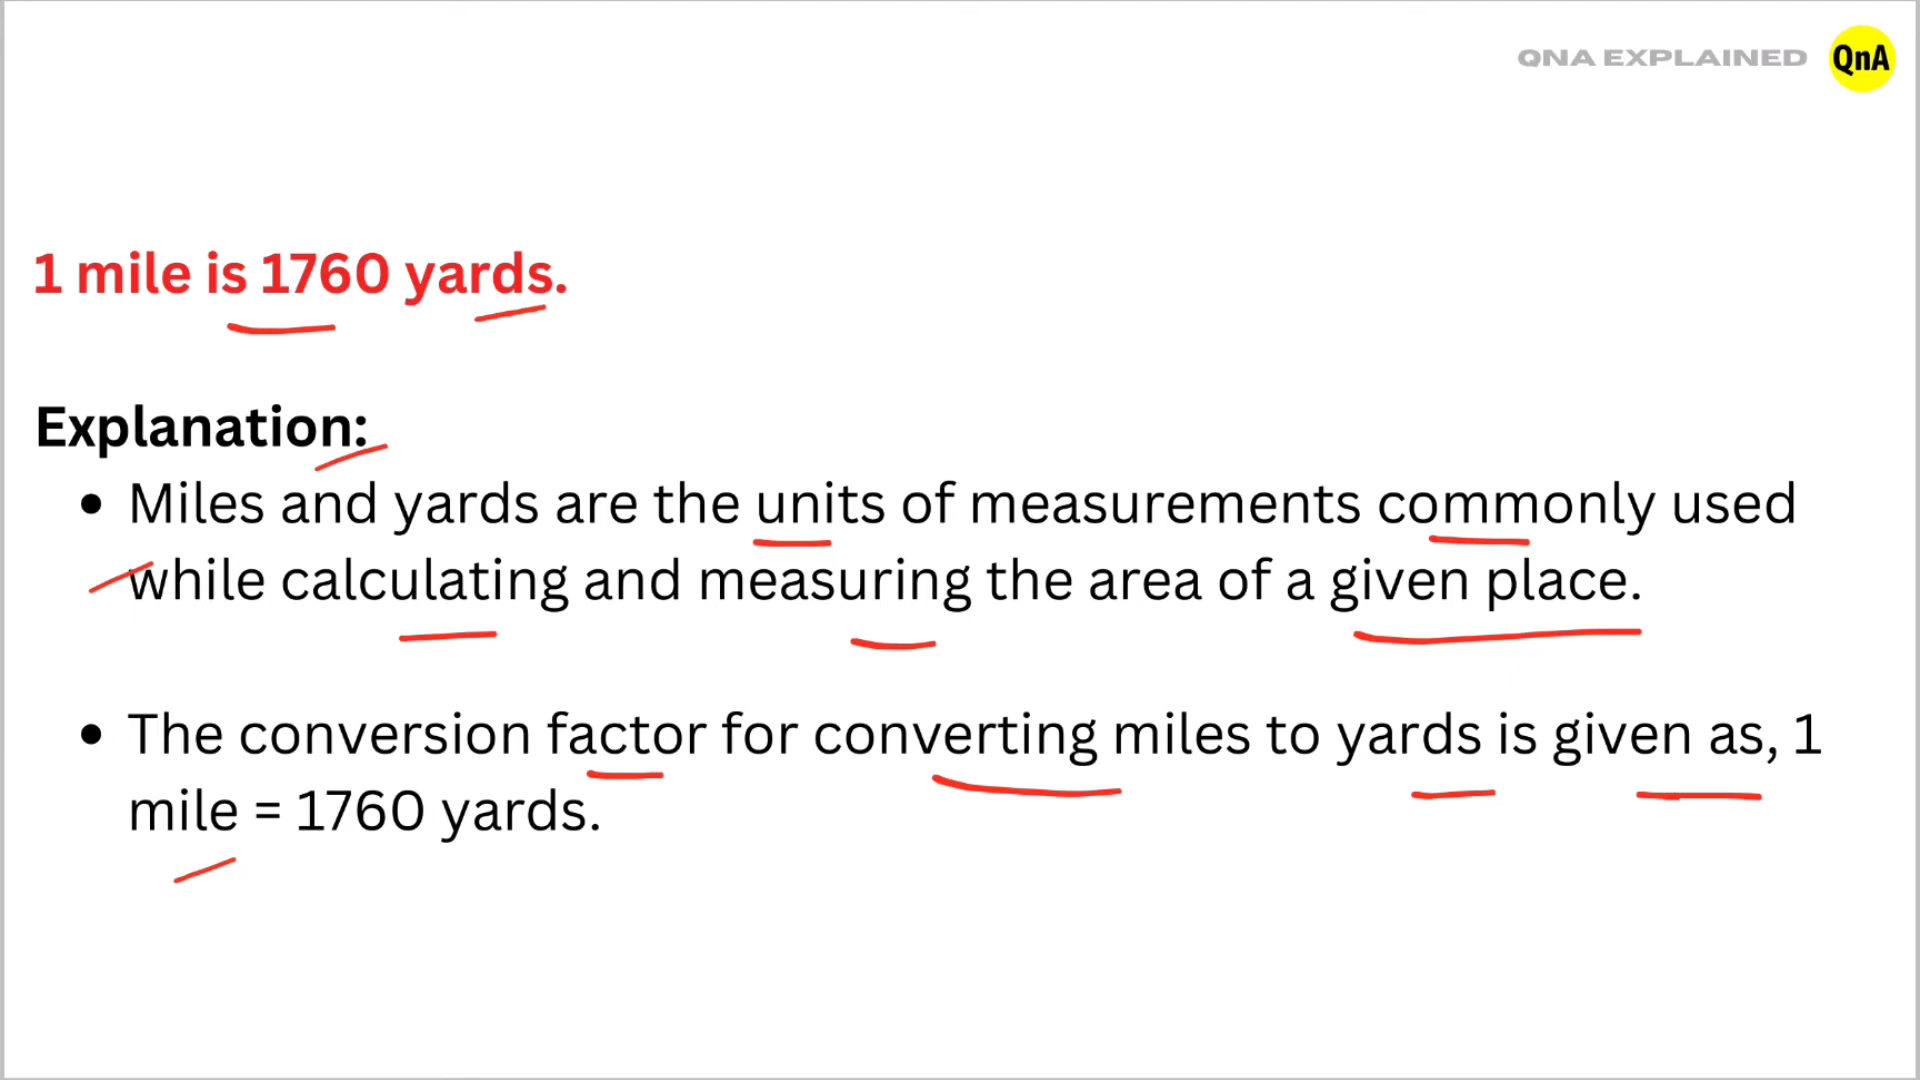 QNA EXPLAINED QnA
1 mile is 1760 yards.
Explanation:
• Miles and yards are the units of measurements commonly used
while calculating and measuring the area of a given place.
• The conversion factor for converting miles to yards is given as, 1
mile = 1760 yards.